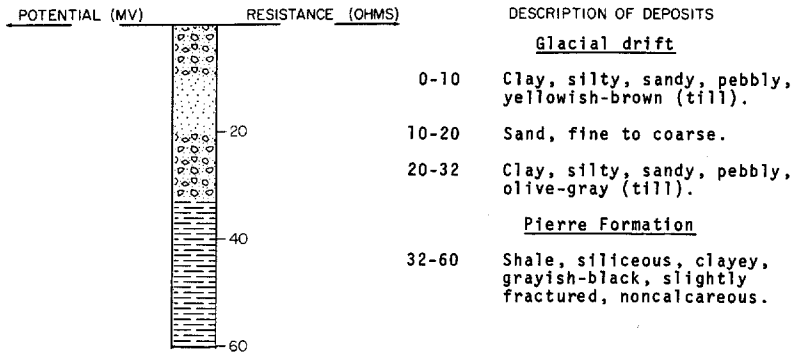 POTENTIAL (MV) RESISTANCE (OHMS) DESCRIPTION OF DEPOSITS
Glacial drift
0-10 Clay, silty, sandy, pebbly,
yellowish-brown (till).
20
10-20 Sand, fine to coarse.
20-32 Clay, silty, sandy, pebbly,
olive-gray (till).
Pierre Formation
40
32-60 Shale, siliceous, clayey,
grayish-black, slightly
fractured, noncalcareous.
60